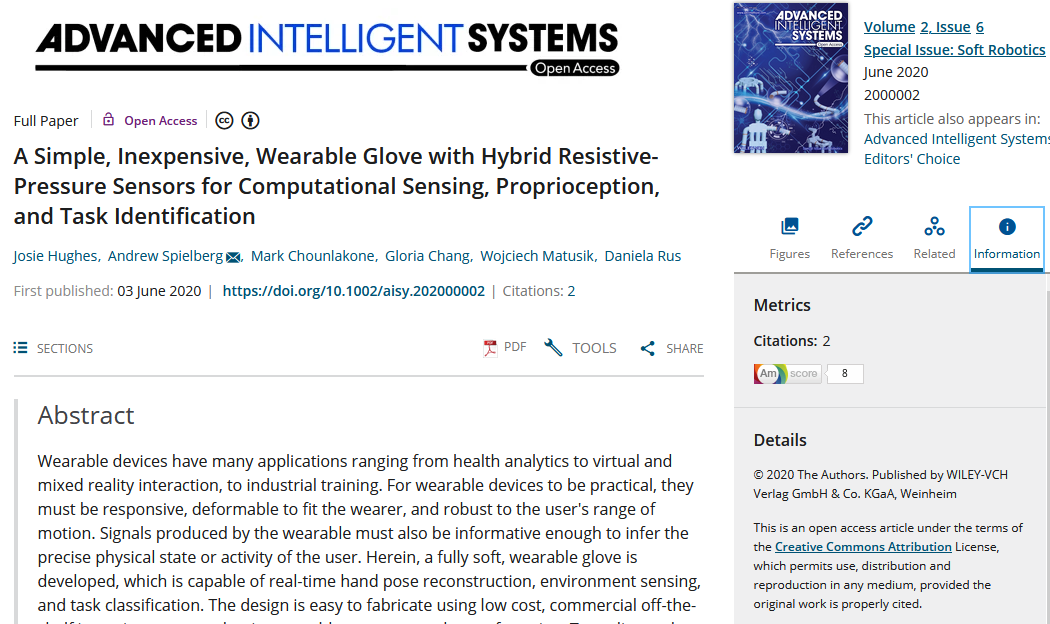 ADVANCED INTELLIGENT SYSTEMS
Open Access
Full Paper
Open Access
A Simple, Inexpensive, Wearable Glove with Hybrid Resistive-
Pressure Sensors for Computational Sensing, Proprioception,
and Task Identification
Josie Hughes, Andrew Spielberg, Mark Chounlakone, Gloria Chang, Wojciech Matusik, Daniela Rus
First published: 03 June 2020 | https://doi.org/10.1002/aisy.202000002 | Citations: 2
SECTIONS
PDF
TOOLS
SHARE
Abstract
Wearable devices have many applications ranging from health analytics to virtual and
mixed reality interaction, to industrial training. For wearable devices to be practical, they
must be responsive, deformable to fit the wearer, and robust to the user's range of
motion. Signals produced by the wearable must also be informative enough to infer the
precise physical state or activity of the user. Herein, a fully soft, wearable glove is
developed, which is capable of real-time hand pose reconstruction, environment sensing,
and task classification. The design is easy to fabricate using low cost, commercial off-the-
ADVANCED
INTELLIGENT
SYSTEMS
Volume 2, Issue 6
Special Issue: Soft Robotics
June 2020
2000002
This article also appears in:
Advanced Intelligent Systems
Editors' Choice
Figures
References
Related
Information
Metrics
Citations: 2
Am score 8
Details
© 2020 The Authors. Published by WILEY-VCH
Verlag GmbH & Co. KGaA, Weinheim
This is an open access article under the terms of
the Creative Commons Attribution License,
which permits use, distribution and
reproduction in any medium, provided the
original work is properly cited.